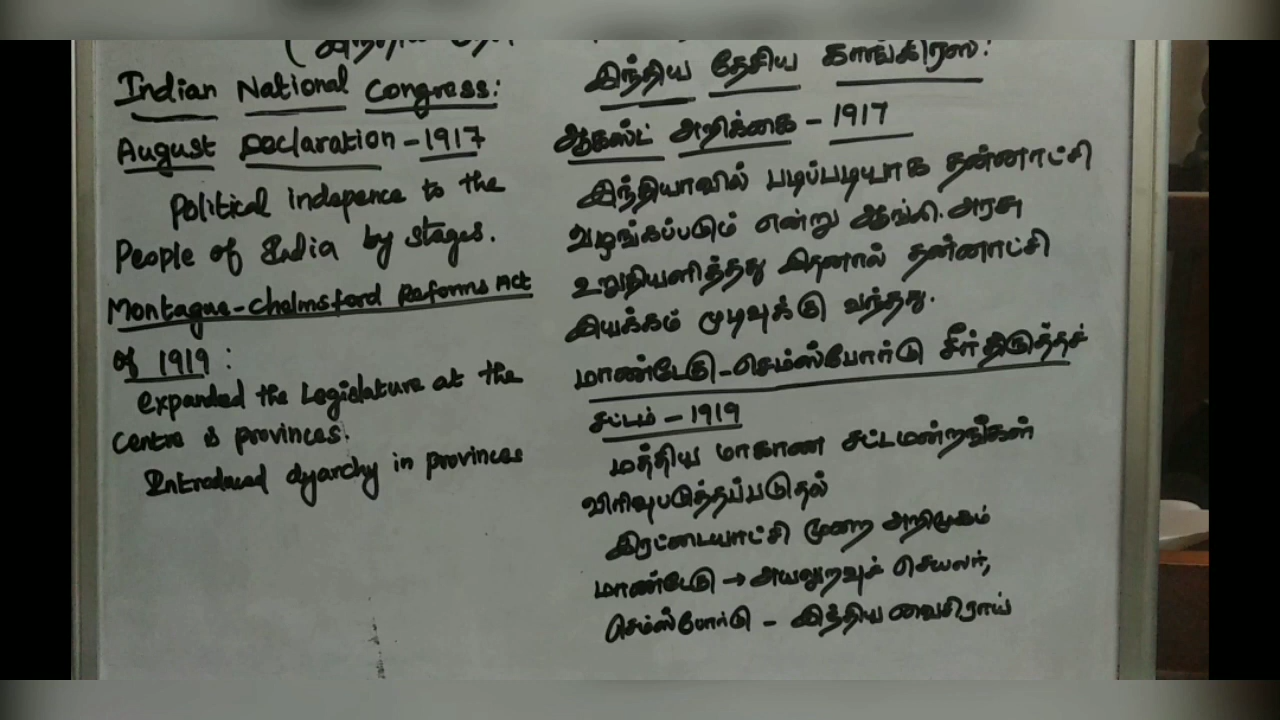 Indian National Congress:
August Declaration - 1917
Political indepence to the
People of India by stages.
Montague-Chelmsford Reforms Act
of 1919:
Expanded the Legislature at the
Centre & provinces.
Introduced dyarchy in provinces
இந்திய தேசிய காங்கிரஸ்:
ஆகஸ்ட் அறிக்கை - 1917
இந்தியாவில் படிப்படியாக தன்னாட்சி
வழங்கப்படும் என்று ஆங்கி. அரசு
உறுதியளித்தது இதனால் தன்னாட்சி
இயக்கம் முடிவுக்கு வந்தது.
மாண்டேகு-செம்ஸ்போர்டு சீர்திருத்தச்
சட்டம் - 1919
மத்திய மாகாண சட்டமன்றங்கள்
விரிவுபடுத்தப்படுதல்
இரட்டையாட்சி முறை அறிமுகம்
மாண்டேகு → அயலுறவுச் செயலர்,
செம்ஸ்போர்டு - இந்திய வைசிராய்